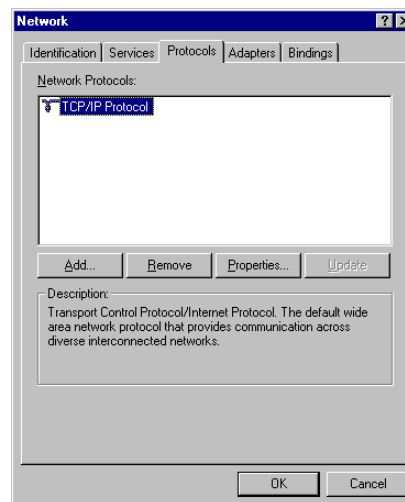 Network
Identification Services Protocols Adapters Bindings
Network Protocols:
TCP/IP Protocol
Add... Remove Properties... Update
Description:
Transport Control Protocol/Internet Protocol. The default wide
area network protocol that provides communication across
diverse interconnected networks.
OK Cancel